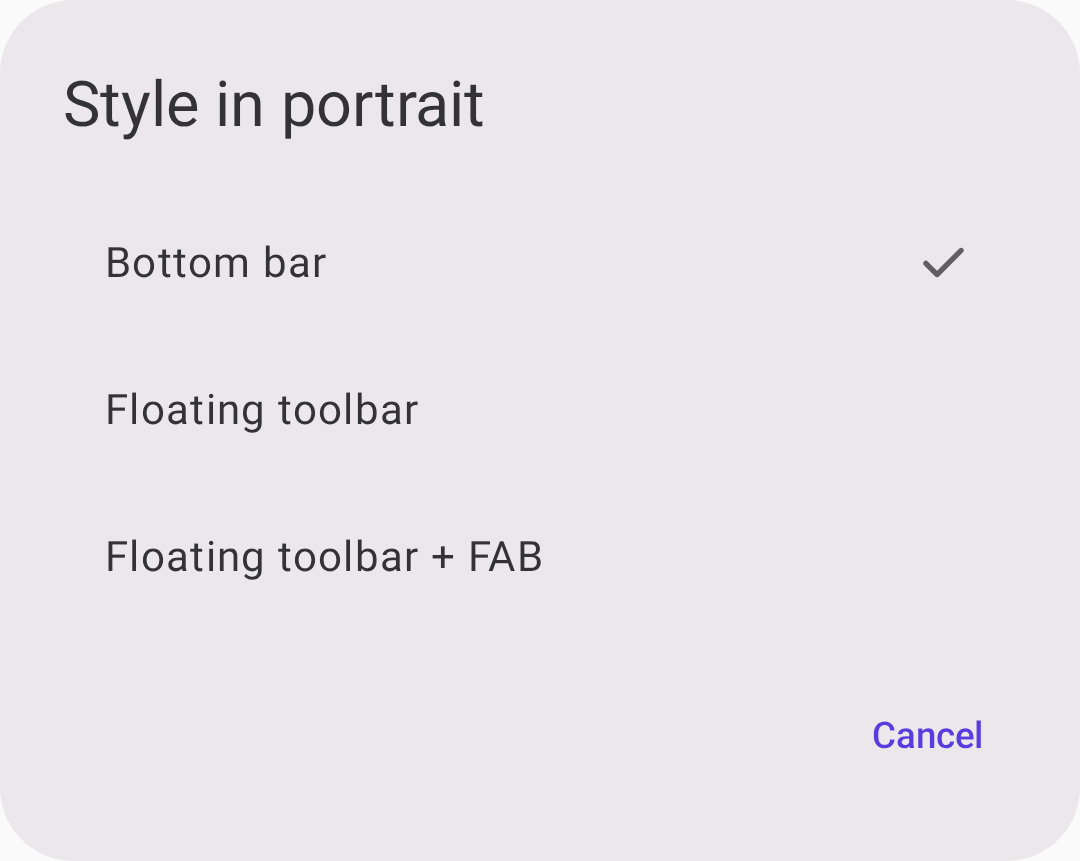 Style in portrait
Bottom bar
Floating toolbar
Floating toolbar + FAB
Cancel